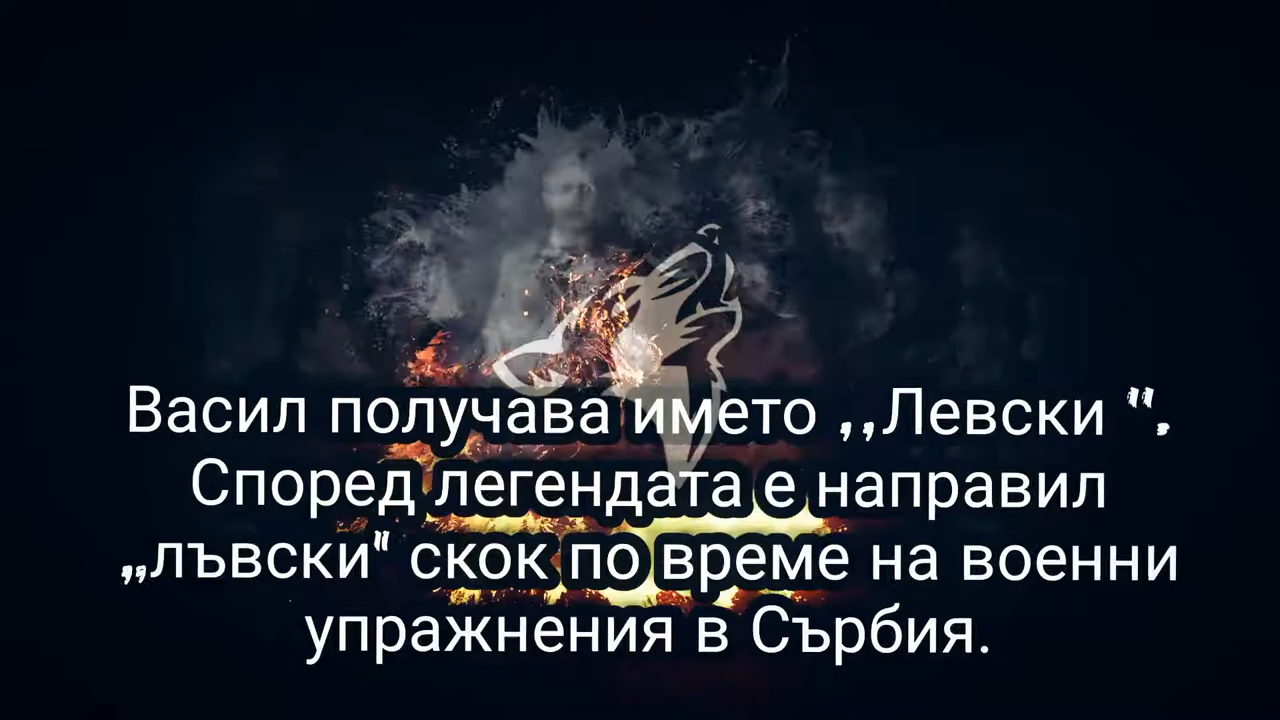 Васил получава името ,,Левски “.
Според легендата е направил
„лъвски" скок по време на военни
упражнения в Сърбия.